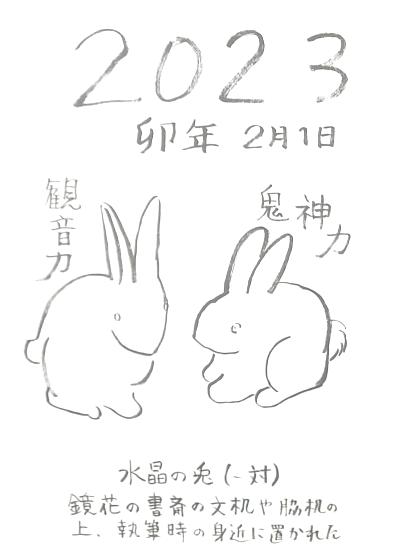 2023
卯年 2月1日
観音力
鬼神力
水晶の兎(一対)
鏡花の書斎の文机や脇机の
上、執筆時の身近に置かれた